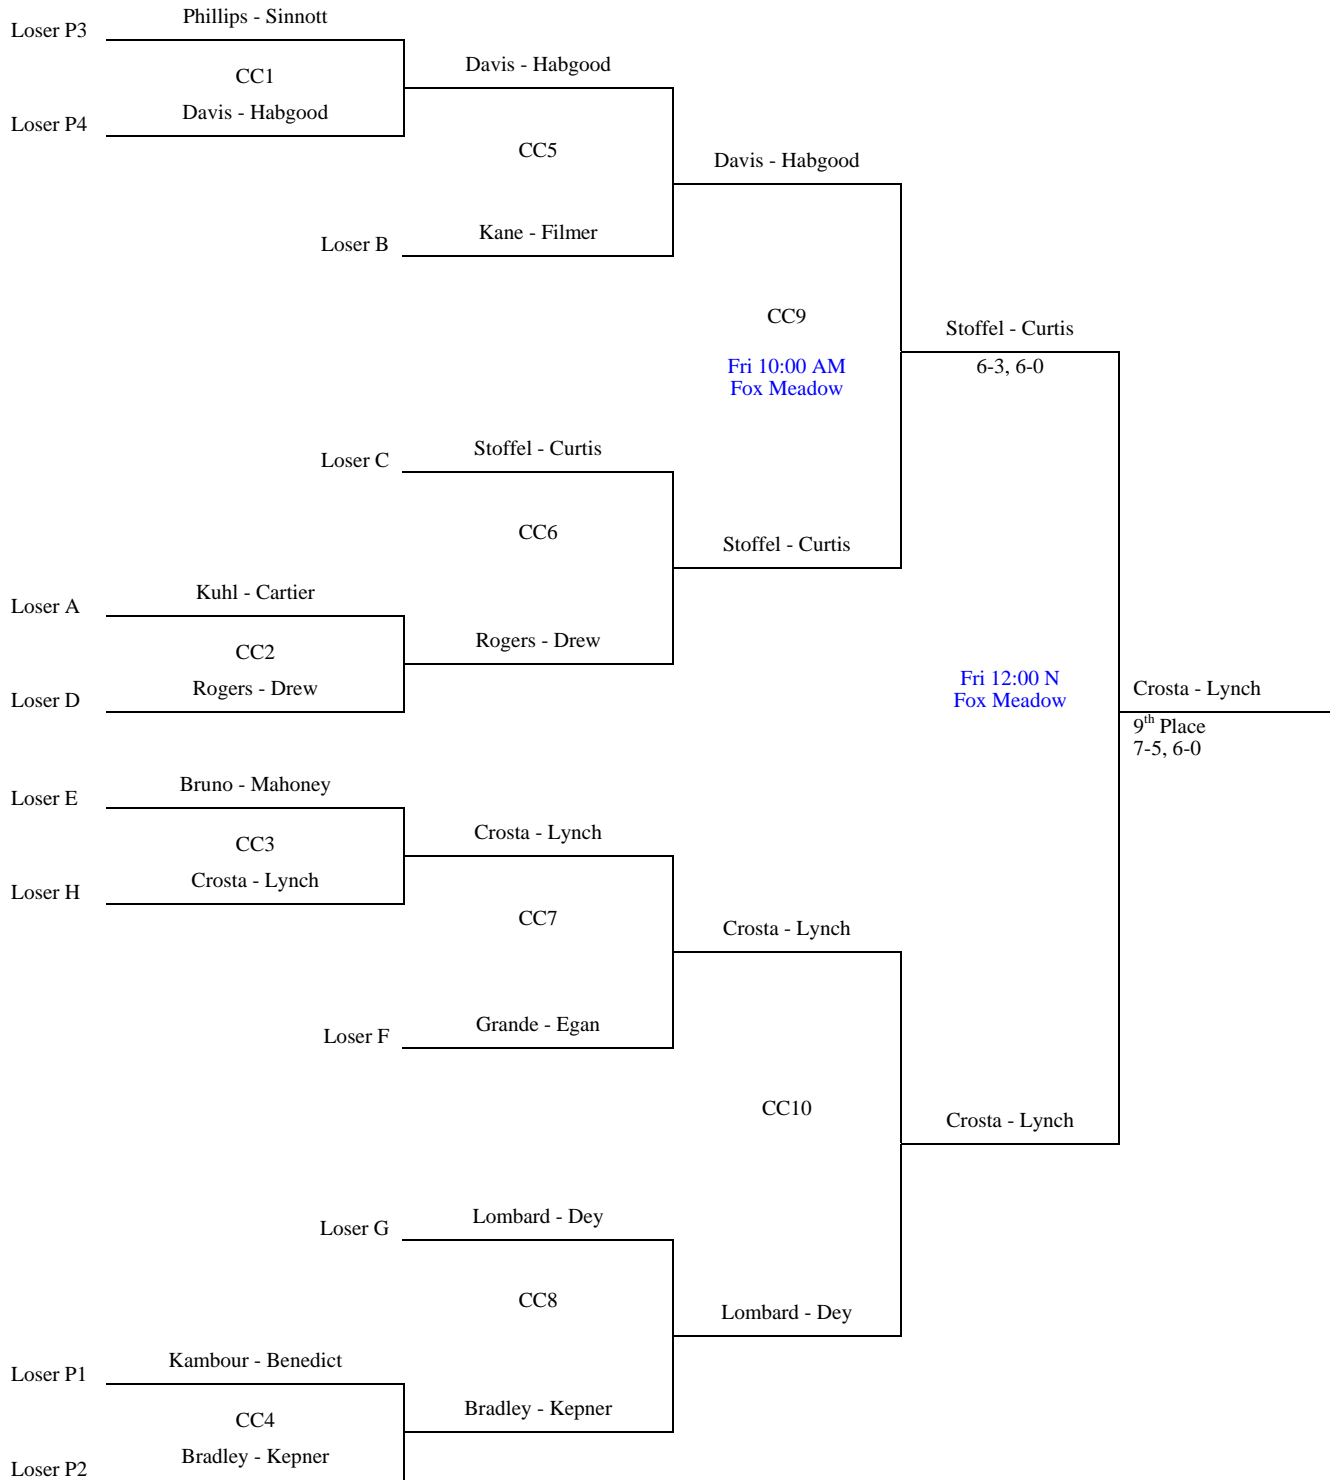 Phillips - Sinnott
Loser P3
CC1
Davis - Habgood
Loser P4
Davis - Habgood
CC5
Kane - Filmer
Loser B
Davis - Habgood
CC9
Fri 10:00 AM
Fox Meadow
Stoffel - Curtis
6-3, 6-0
Stoffel - Curtis
Loser C
CC6
Stoffel - Curtis
Kuhl - Cartier
Loser A
CC2
Rogers - Drew
Loser D
Rogers - Drew
Fri 12:00 N
Fox Meadow
Crosta - Lynch
9th Place
7-5, 6-0
Bruno - Mahoney
Loser E
CC3
Crosta - Lynch
Loser H
Crosta - Lynch
CC7
Grande - Egan
Loser F
Crosta - Lynch
CC10
Crosta - Lynch
Lombard - Dey
Loser G
CC8
Lombard - Dey
Kambour - Benedict
Loser P1
CC4
Bradley - Kepner
Loser P2
Bradley - Kepner